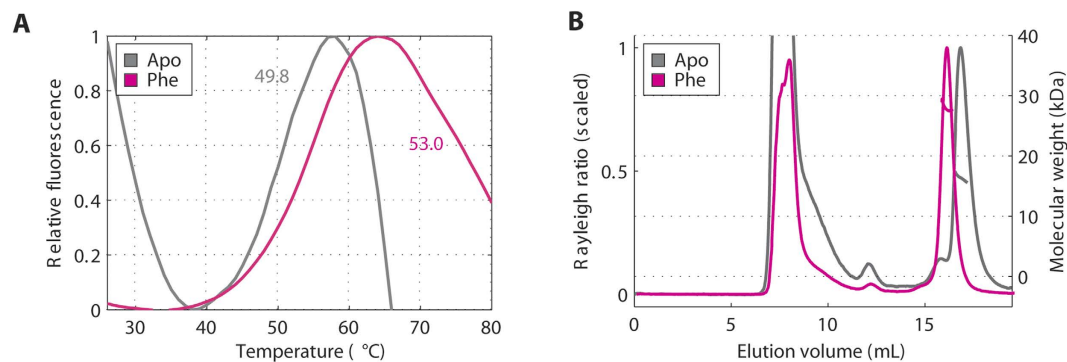 A
Relative fluorescence
1
0.8
0.6
0.4
0.2
0
Apo
Phe
49.8
53.0
30 40 50 60 70 80
Temperature ( °C)
B
Rayleigh ratio (scaled)
1
0.5
0
Apo
Phe
0 5 10 15
Elution volume (mL)
40
30
20
10
0
Molecular weight (kDa)